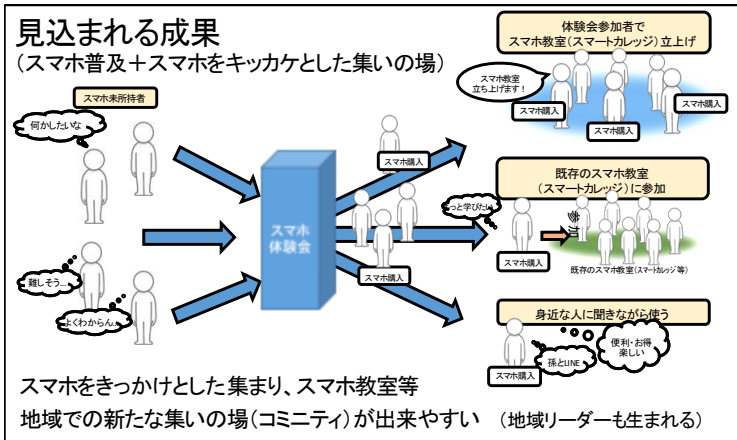 見込まれる成果
(スマホ普及+スマホをキッカケとした集いの場)
スマホ未所持者
何かしたいな
難しそう...
よくわからん...
スマホ
体験会
スマホ購入
スマホ購入
体験会参加者で
スマホ教室(スマートカレッジ)立上げ
スマホ教室
立ち上げます!
スマホ購入
スマホ購入
スマホ購入
既存のスマホ教室
(スマートカレッジ)に参加
っと学びたい
スマホ購入
参加
既存のスマホ教室(スマートカレッジ等)
身近な人に聞きながら使う
スマホ購入
孫とLINE
便利・お得
楽しい
スマホをきっかけとした集まり、スマホ教室等
地域での新たな集いの場(コミニティ)が出来やすい (地域リーダーも生まれる)